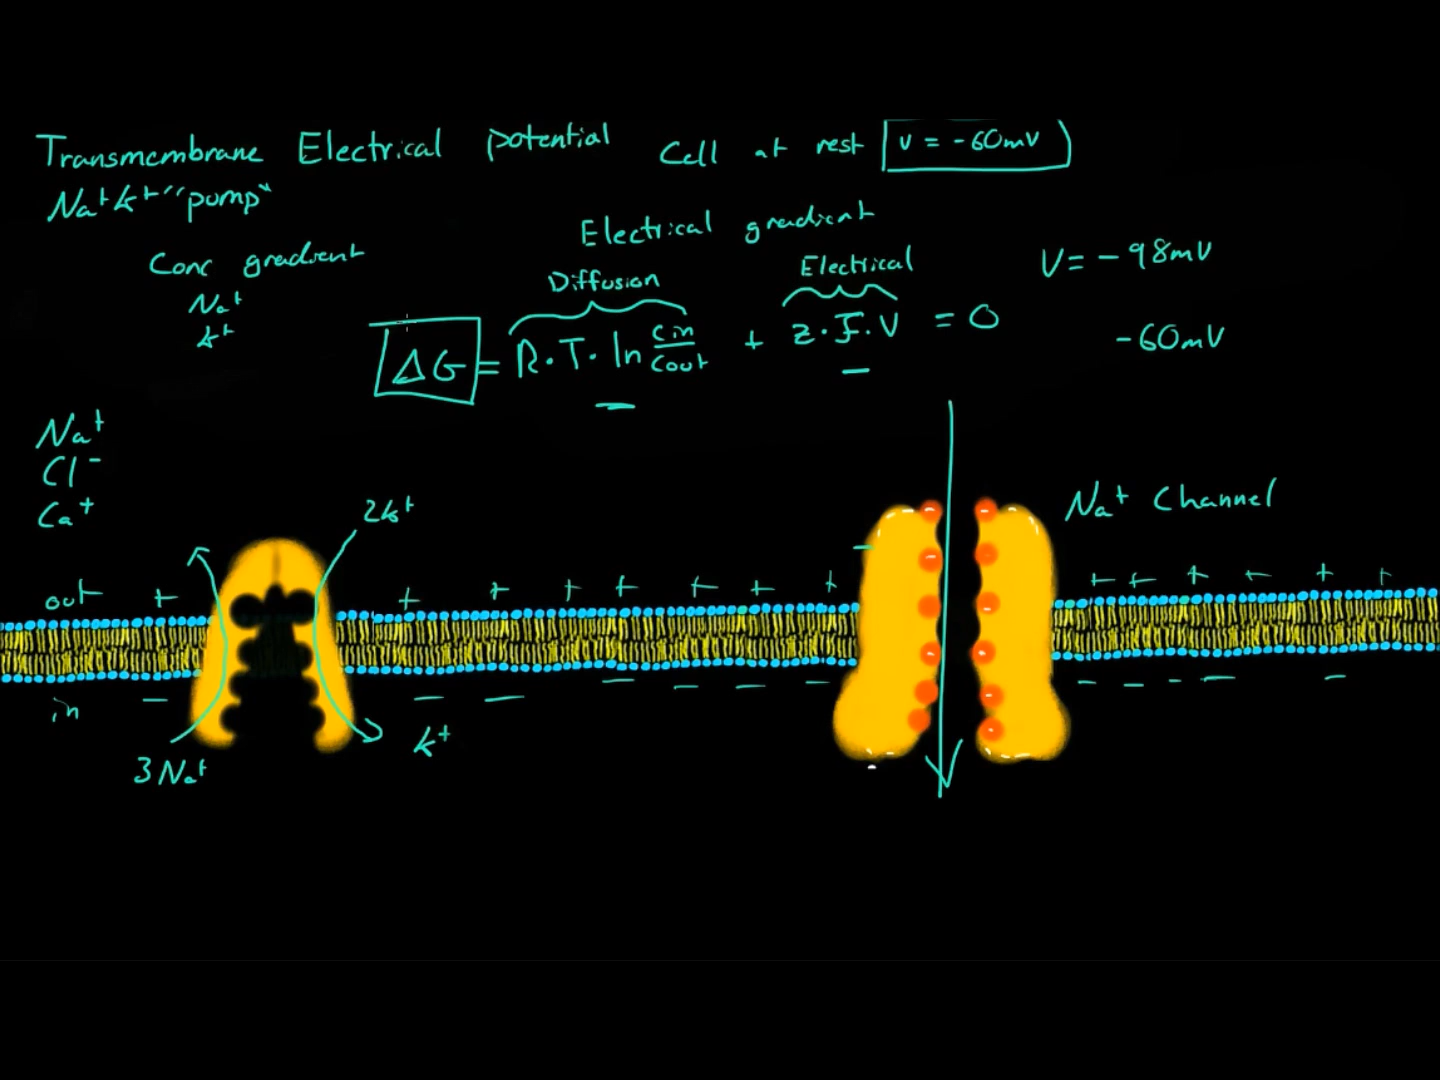 Transmembrane Electrical potential
Cell at rest V = -60mV
Na+ K+ "pump"
Conc gradient
Na+
K+
Electrical gradient
Diffusion
Electrical
V = -98mV
ΔG = R·T·ln Cin/Cout + z·F·V = 0
-60mV
Na+
Cl-
Ca+
2K+
Na+ Channel
out + + + + + + + + + + + + + +
in - - - - - - - - - - - -
K+
3Na+